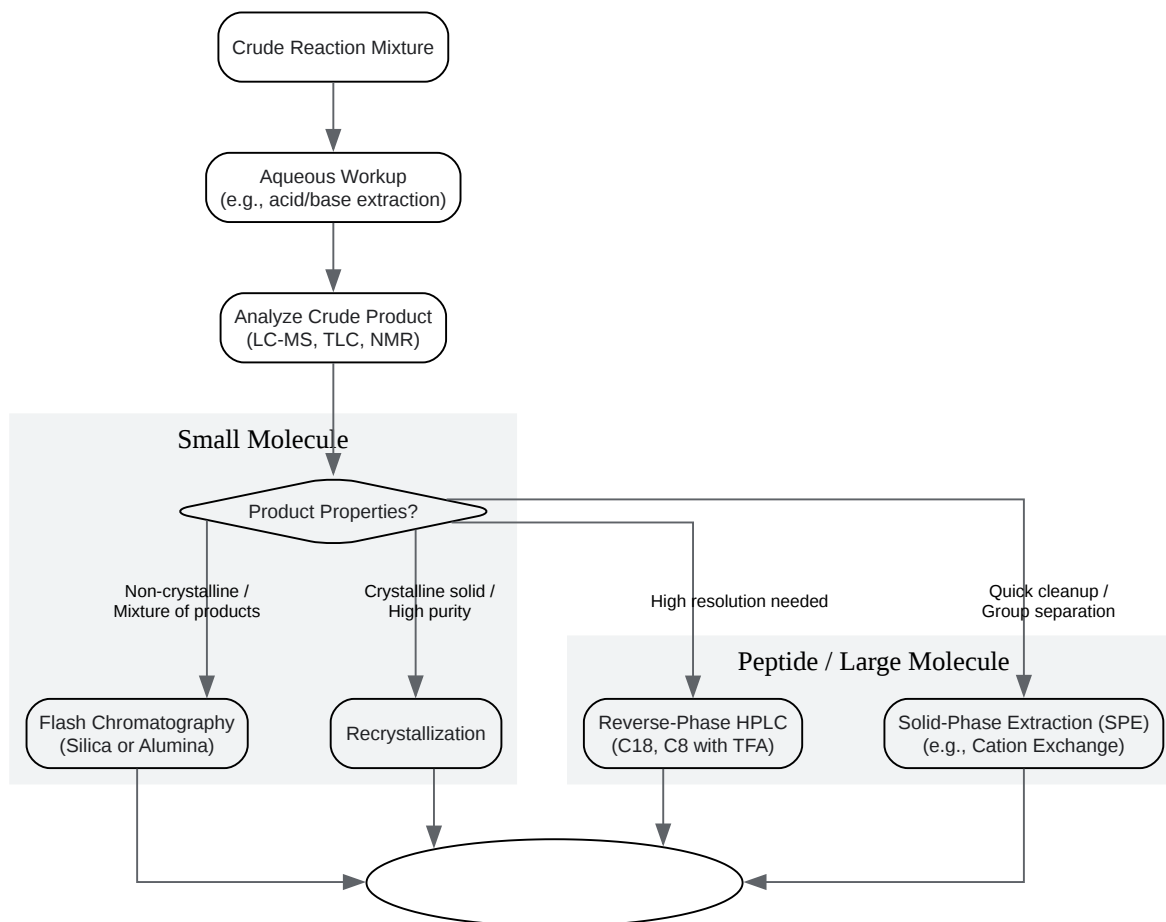 Crude Reaction Mixture
Aqueous Workup
(e.g., acid/base extraction)
Analyze Crude Product
(LC-MS, TLC, NMR)
Small Molecule
Product Properties?
Non-crystalline /
Mixture of products
Crystalline solid /
High purity
High resolution needed
Quick cleanup /
Group separation
Peptide / Large Molecule
Flash Chromatography
(Silica or Alumina)
Recrystallization
Reverse-Phase HPLC
(C18, C8 with TFA)
Solid-Phase Extraction (SPE)
(e.g., Cation Exchange)